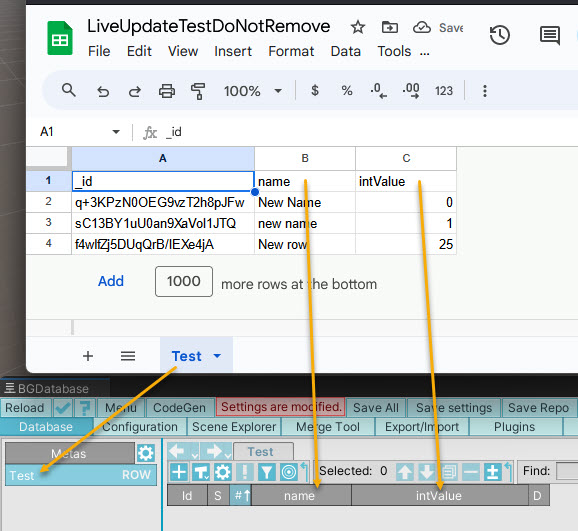 LiveUpdateTestDoNotRemove
Save
File Edit View Insert Format Data Tools ...
100% $ % .0 .00 123
A1 fx _id
A B C
1 _id name intValue
2 q+3KPzN0OEG9vzT2h8pJFw New Name 0
3 sC13BY1uU0an9XaVoI1JTQ new name 1
4 f4wIfZj5DUqQrB/IEXe4jA New row 25
Add 1000 more rows at the bottom
Test
BGDatabase
Reload ? Menu CodeGen Settings are modified. Save All Save settings Save Repo
Database Configuration Scene Explorer Merge Tool Export/Import Plugins
Metas Test
Test ROW Selected: 0 Find:
Id S # name intValue D